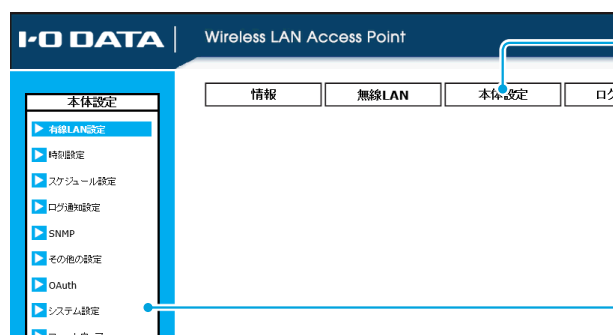 I-O DATA
Wireless LAN Access Point
情報
無線LAN
本体設定
本体設定
有線LAN設定
時刻設定
スケジュール設定
ログ通知設定
SNMP
その他の設定
OAuth
システム設定